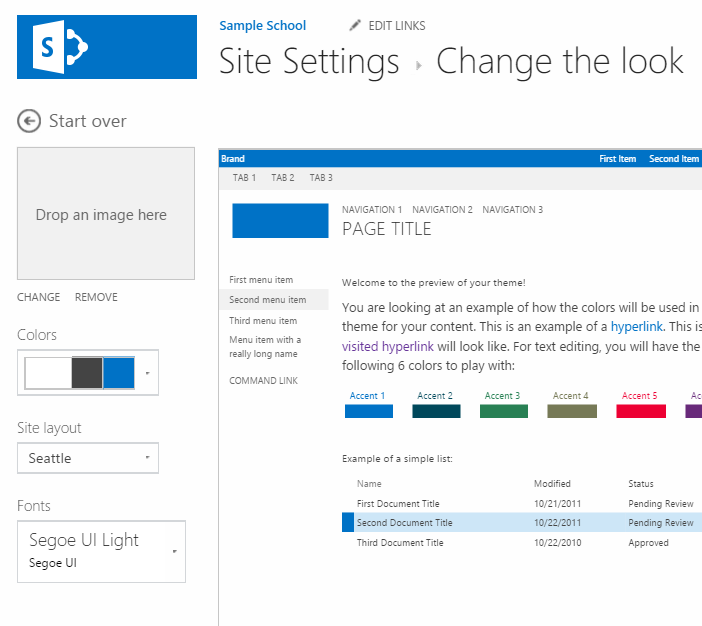 S
Sample School
EDIT LINKS
Site Settings › Change the look
Start over
Drop an image here
CHANGE REMOVE
Colors
Site layout
Seattle
Fonts
Segoe UI Light
Segoe UI
Brand First Item Second Item
TAB 1 TAB 2 TAB 3
NAVIGATION 1 NAVIGATION 2 NAVIGATION 3
PAGE TITLE
First menu item
Second menu item
Third menu item
Menu item with a
really long name
COMMAND LINK
Welcome to the preview of your theme!
You are looking at an example of how the colors will be used in
theme for your content. This is an example of a hyperlink. This is
visited hyperlink will look like. For text editing, you will have the
following 6 colors to play with:
Accent 1 Accent 2 Accent 3 Accent 4 Accent 5 Ac
Example of a simple list:
Name Modified Status
First Document Title 10/21/2011 Pending Review
Second Document Title 10/22/2011 Pending Review
Third Document Title 10/22/2010 Approved